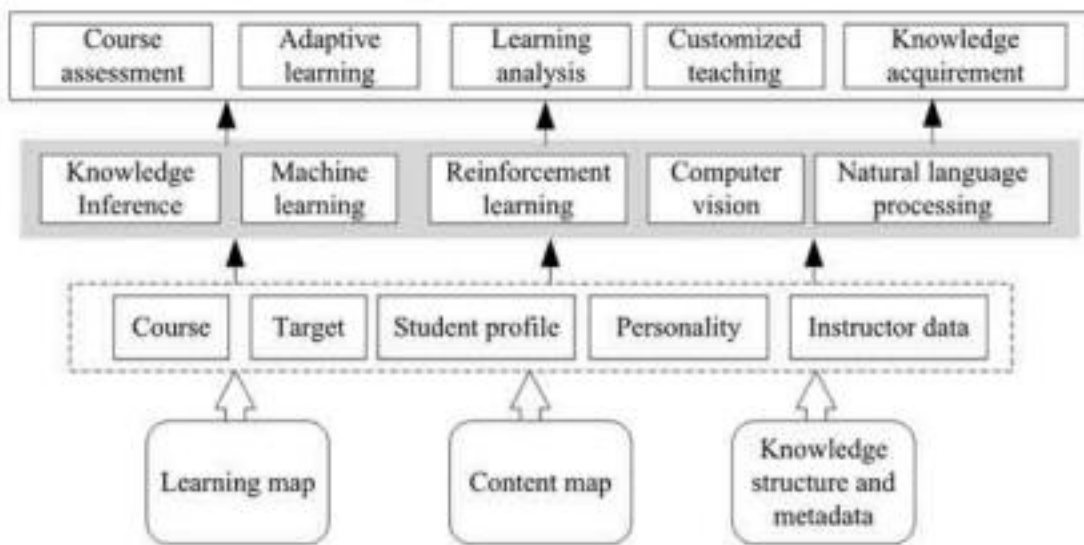 Course
assessment
Adaptive
learning
Learning
analysis
Customized
teaching
Knowledge
acquirement
Knowledge
Inference
Machine
learning
Reinforcement
learning
Computer
vision
Natural language
processing
Course
Target
Student profile
Personality
Instructor data
Learning map
Content map
Knowledge
structure and
metadata